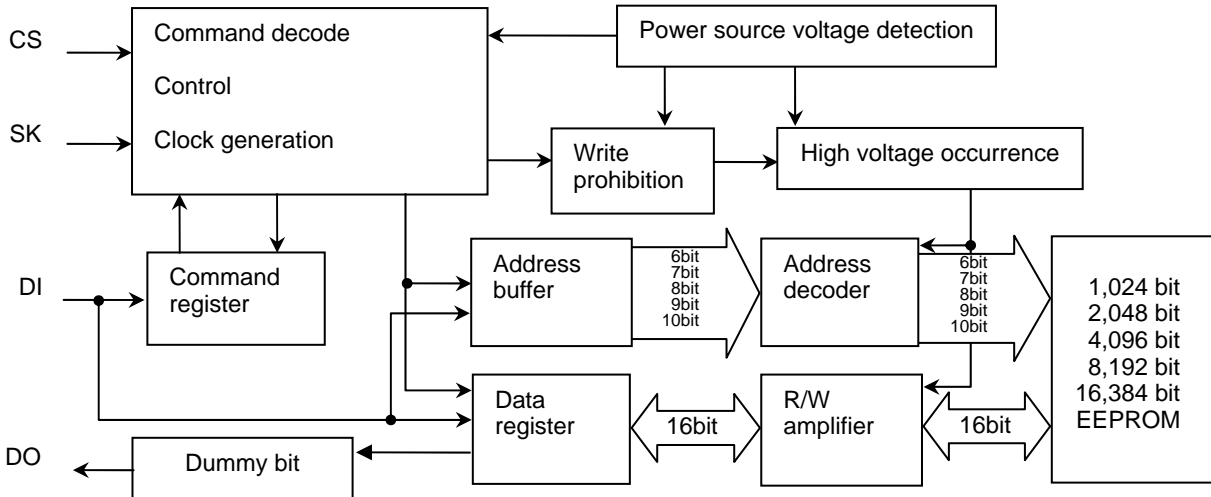 CS
Command decode
Control
Clock generation
Power source voltage detection
SK
Write
prohibition
High voltage occurrence
DI
Command
register
Address
buffer
6bit
7bit
8bit
9bit
10bit
Address
decoder
6bit
7bit
8bit
9bit
10bit
1,024 bit
2,048 bit
4,096 bit
8,192 bit
16,384 bit
EEPROM
Data
register
16bit
R/W
amplifier
16bit
DO
Dummy bit